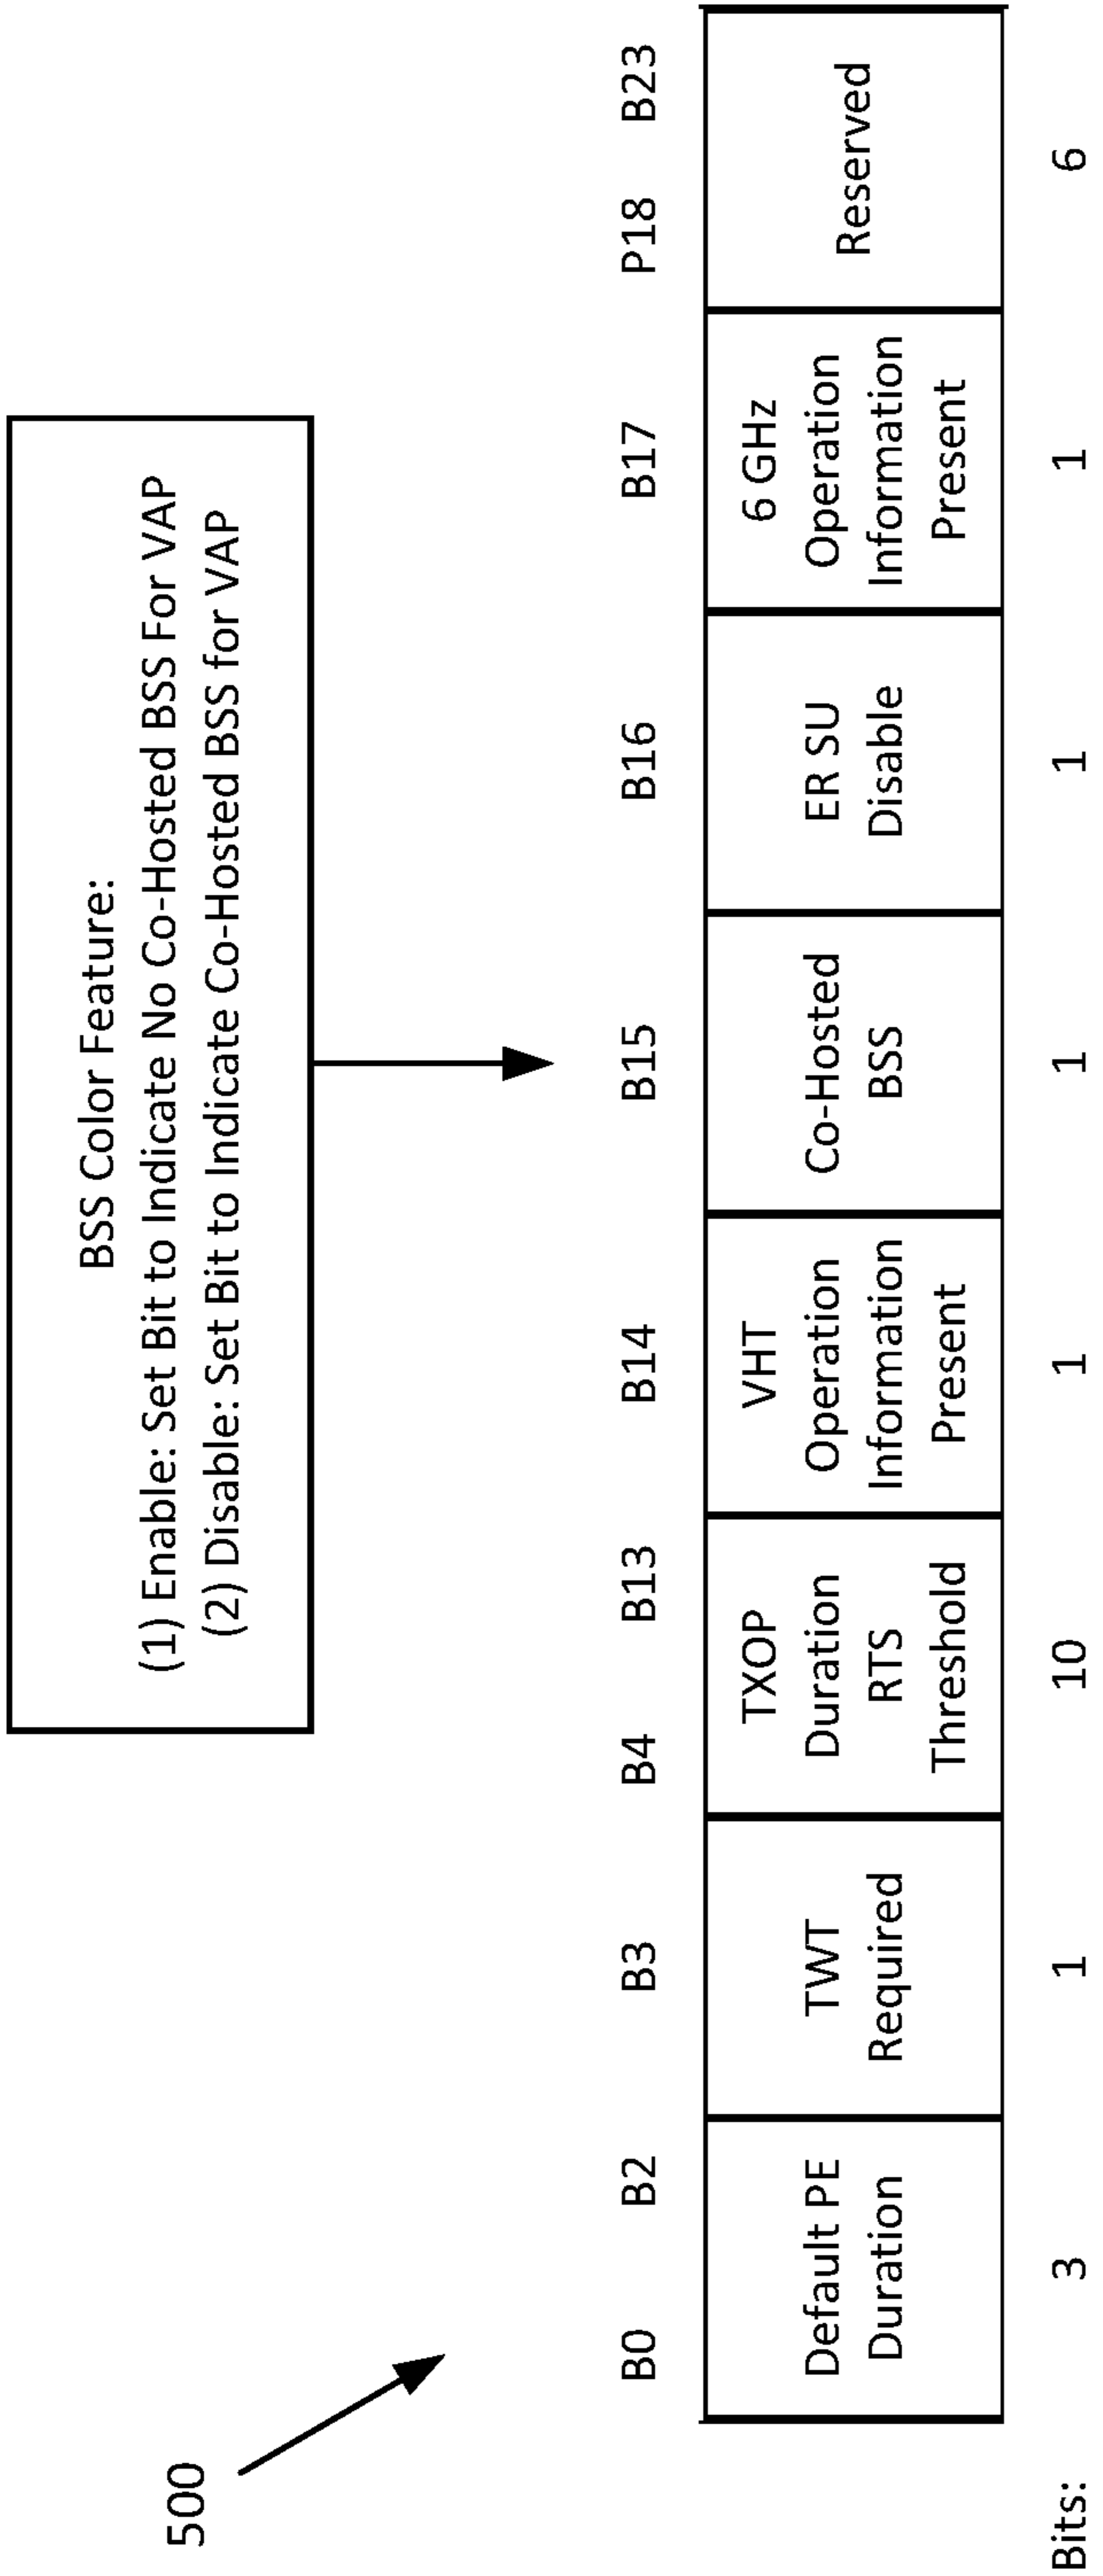 BSS Color Feature:
(1) Enable: Set Bit to Indicate No Co-Hosted BSS For VAP
(2) Disable: Set Bit to Indicate Co-Hosted BSS for VAP
500
B0 B2 B3 B4 B13 B14 B15 B16 B17 P18 B23
Default PE
Duration
TWT
Required
TXOP
Duration
RTS
Threshold
VHT
Operation
Information
Present
Co-Hosted
BSS
ER SU
Disable
6 GHz
Operation
Information
Present
Reserved
Bits: 3 1 10 1 1 1 1 6